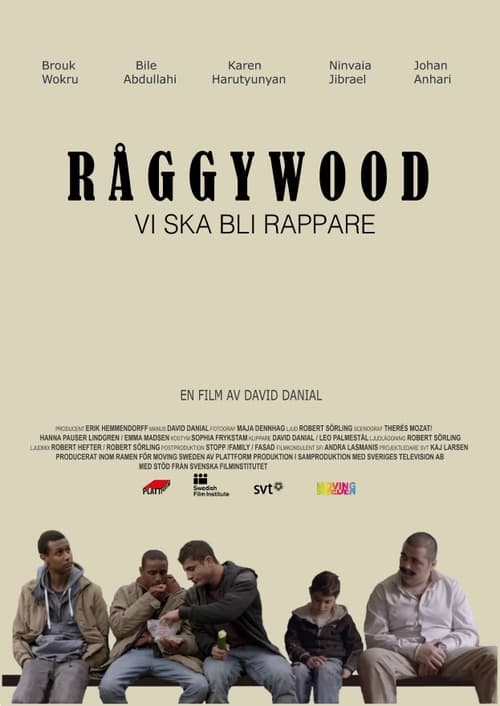 Brouk Bile Karen Ninvaia Johan
Wokru Abdullahi Harutyunyan Jibrael Anhari
RÅGGYWOOD
VI SKA BLI RAPPARE
EN FILM AV DAVID DANIAL
PRODUCENT ERIK HEMMENDORFF MANUS DAVID DANIAL FOTOGRAF MAJA DENNHAG LJUD ROBERT SÖRLING SCENOGRAF THERÉS MOZAT/
HANNA PAUSER LINDGREN / EMMA MADSEN KOSTYM SOPHIA FRYKSTAM KLIPPARE DAVID DANIAL / LEO PALMESTÅL LJUDLÄGGNING ROBERT SÖRLING
LJUDMIX ROBERT HEFTER / ROBERT SÖRLING POSTPRODUKTION STOPP /FAMILY / FASAD FILMKONSULENT SFI ANDRA LASMANIS PROJEKTLEDARE SVT KAJ LARSEN
PRODUCERAT INOM RAMEN FÖR MOVING SWEDEN AV PLATTFORM PRODUKTION I SAMPRODUKTION MED SVERIGES TELEVISION AB
MED STÖD FRÅN SVENSKA FILMINSTITUTET
PLATTF Swedish Film Institute svt MOVING SWEDEN